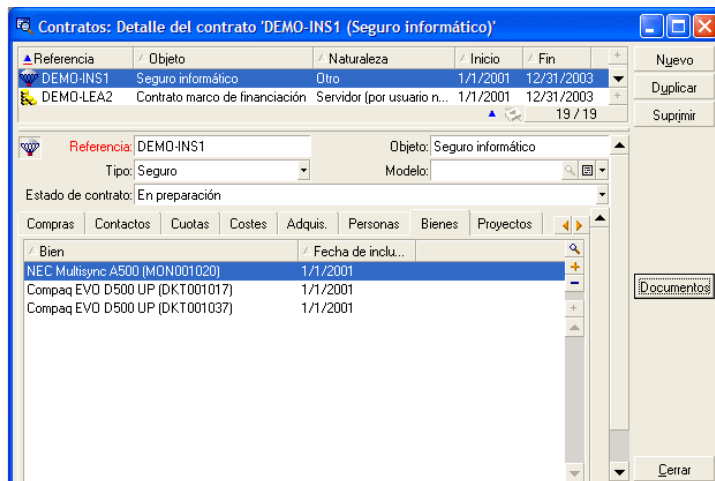 Contratos: Detalle del contrato 'DEMO-INS1 (Seguro informático)'
Referencia Objeto Naturaleza Inicio Fin
DEMO-INS1 Seguro informático Otro 1/1/2001 12/31/2003
DEMO-LEA2 Contrato marco de financiación Servidor (por usuario n... 1/1/2001 12/31/2003
19 / 19
Nuevo
Duplicar
Suprimir
Referencia: DEMO-INS1 Objeto: Seguro informático
Tipo: Seguro Modelo:
Estado de contrato: En preparación
Compras Contactos Cuotas Costes Adquis. Personas Bienes Proyectos
Bien Fecha de inclu...
NEC Multisync A500 (MON001020) 1/1/2001
Compaq EVO D500 UP (DKT001017) 1/1/2001
Compaq EVO D500 UP (DKT001037) 1/1/2001
Documentos
Cerrar